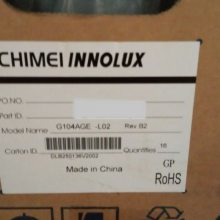 CHIMEI INNOLUX
PO.NO.
Part ID.
Model Name G104AGE -L02 Rev B2
Carton ID. Quantities 16
DLB2S0136V2002
Made in China GP
RoHS